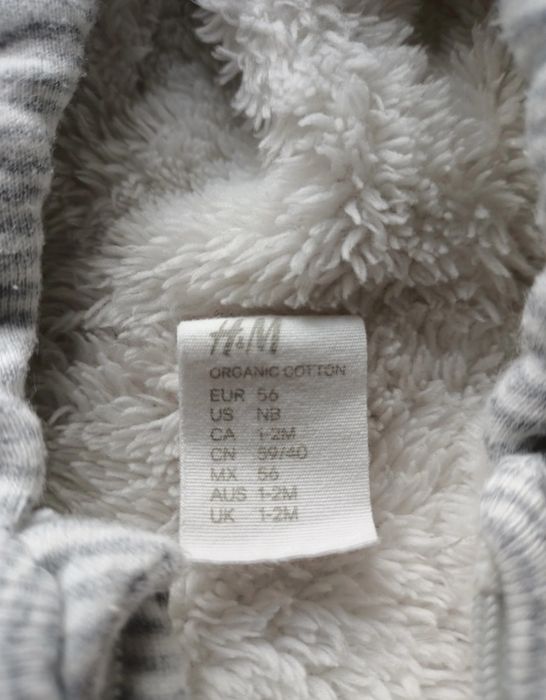 H&M
ORGANIC COTTON
EUR 56
US NB
CA 1-2M
CN 59/40
MX 56
AUS 1-2M
UK 1-2M